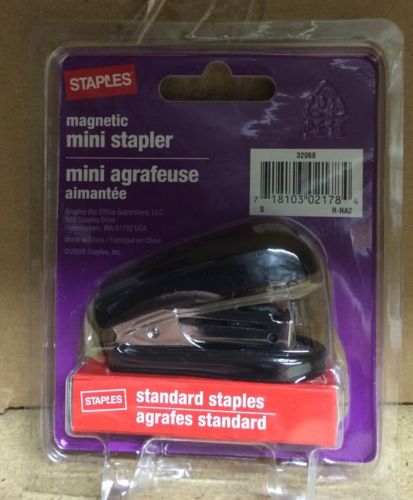 STAPLES
magnetic
mini stapler
mini agrafeuse
aimantée
Staples the Office Superstore, LLC
500 Staples Drive
Framingham, MA 01702 USA
Made in China / Fabriqué en Chine
©2009 Staples, Inc.
32068
7 18103 02178 4
S R-NA2
STAPLES
standard staples
agrafes standard